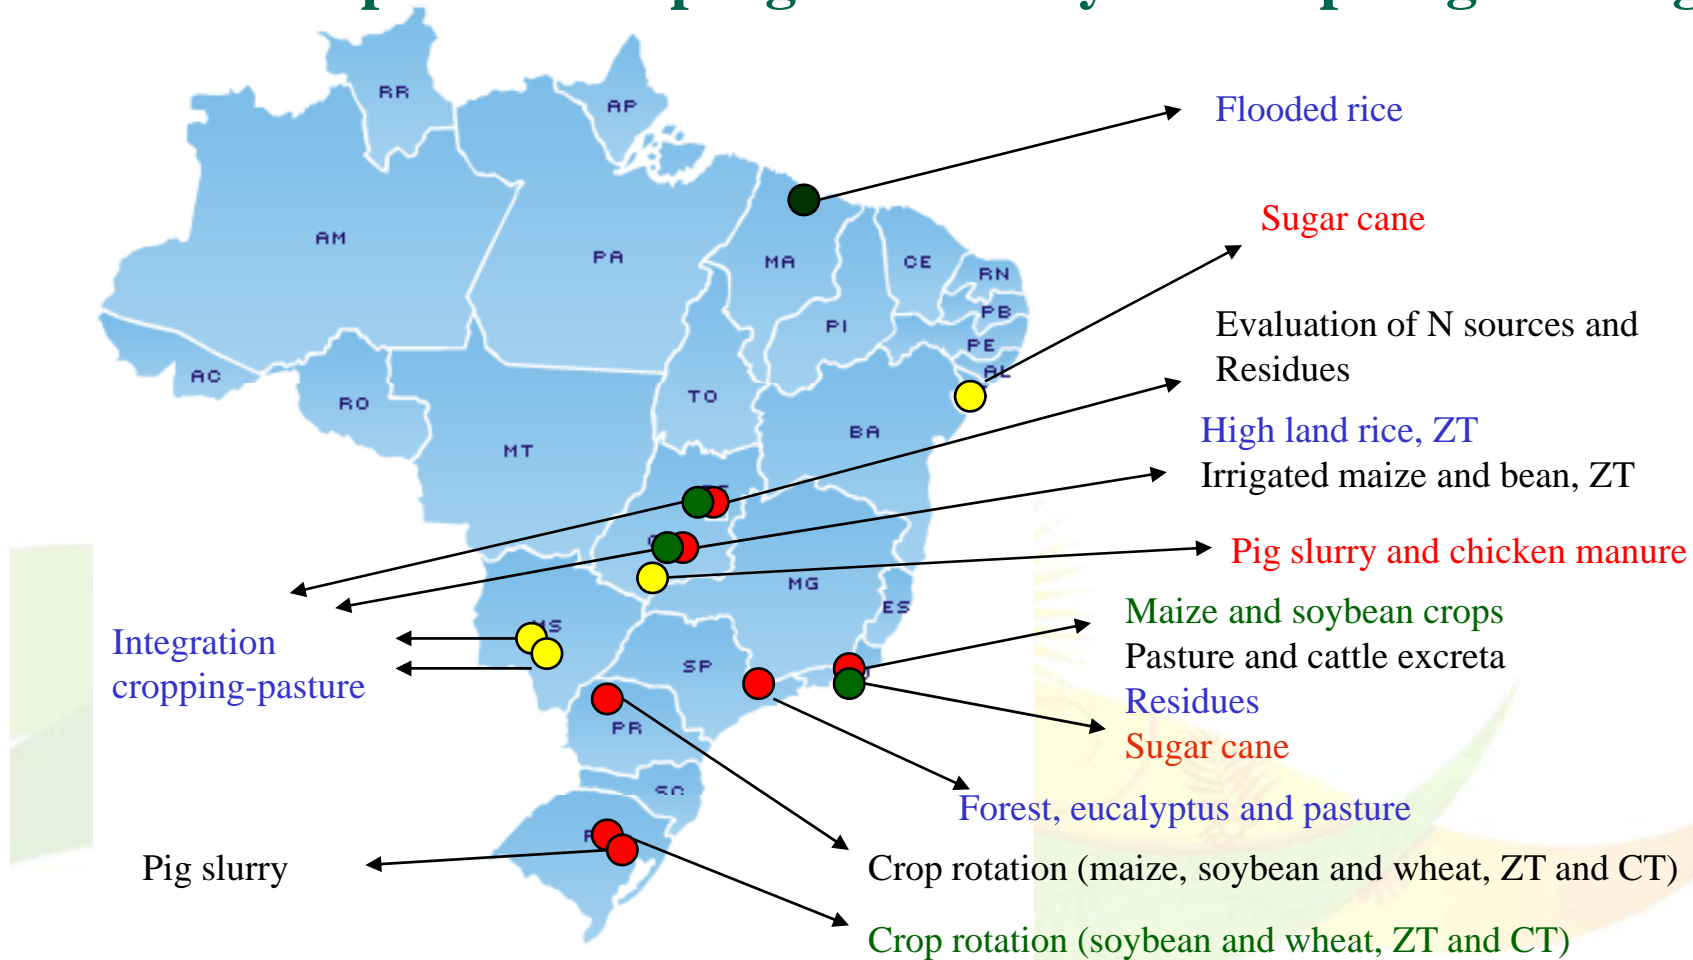 RR
AP
Flooded rice
AM
PA
MA
CE
RN
Sugar cane
PI
PB
PE
AL
Evaluation of N sources and
Residues
AC
RO
TO
BA
MT
High land rice, ZT
Irrigated maize and bean, ZT
Pig slurry and chicken manure
MG
ES
MS
Maize and soybean crops
Pasture and cattle excreta
Residues
Sugar cane
Integration
cropping-pasture
SP
PR
SC
Forest, eucalyptus and pasture
Pig slurry
Crop rotation (maize, soybean and wheat, ZT and CT)
Crop rotation (soybean and wheat, ZT and CT)